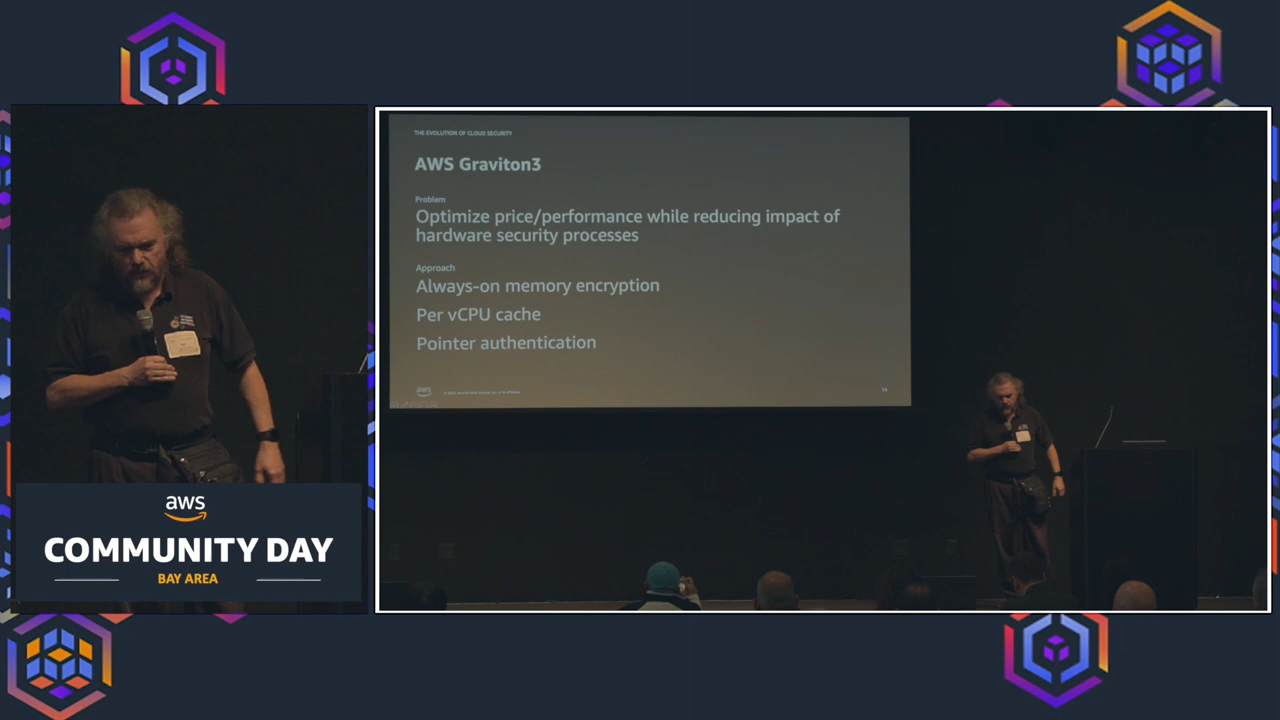 THE EVOLUTION OF CLOUD SECURITY
AWS Graviton3
Problem
Optimize price/performance while reducing impact of
hardware security processes
Approach
Always-on memory encryption
Per vCPU cache
Pointer authentication
aws
aws
COMMUNITY DAY
BAY AREA